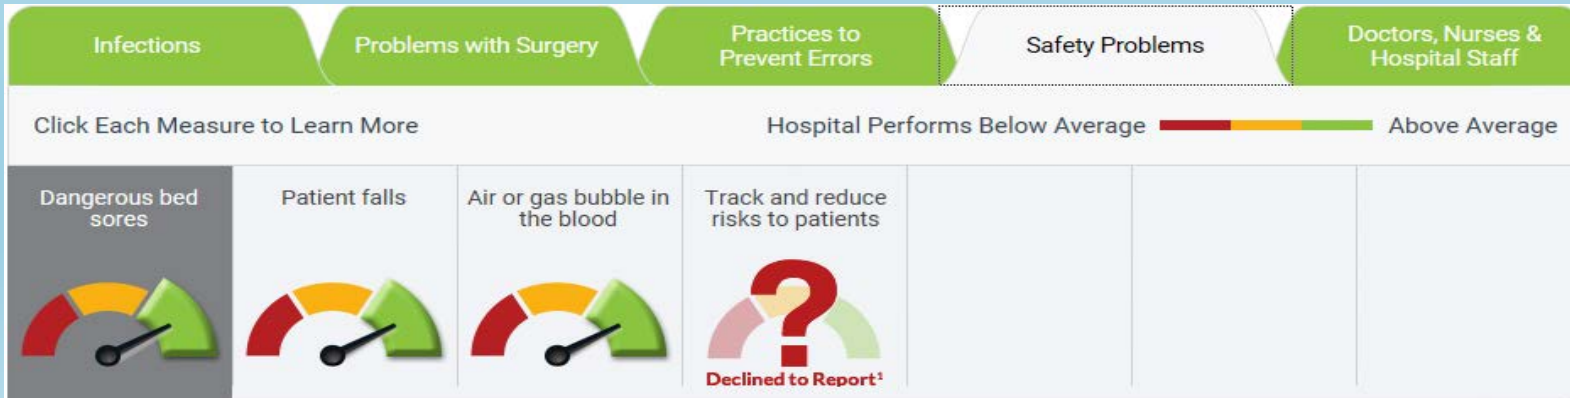 Infections
Problems with Surgery
Practices to
Prevent Errors
Safety Problems
Doctors, Nurses &
Hospital Staff
Click Each Measure to Learn More
Hospital Performs Below Average
Above Average
Dangerous bed
sores
Patient falls
Air or gas bubble in
the blood
Track and reduce
risks to patients
?
Declined to Report¹